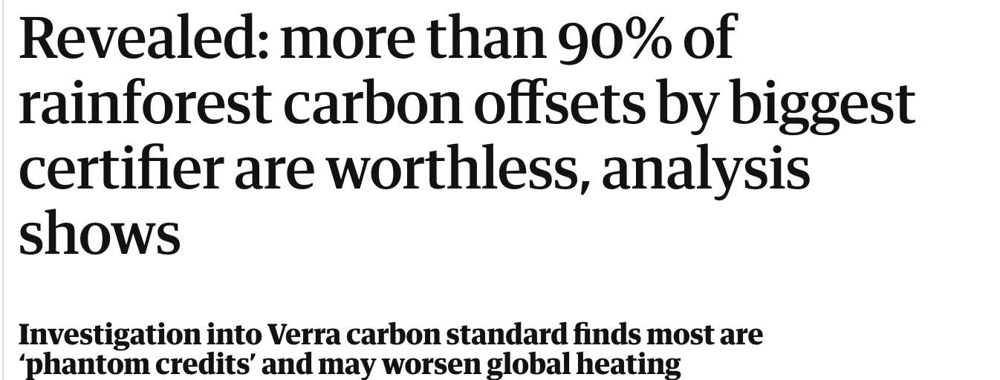 Revealed: more than 90% of
rainforest carbon offsets by biggest
certifier are worthless, analysis
shows
Investigation into Verra carbon standard finds most are
‘phantom credits’ and may worsen global heating